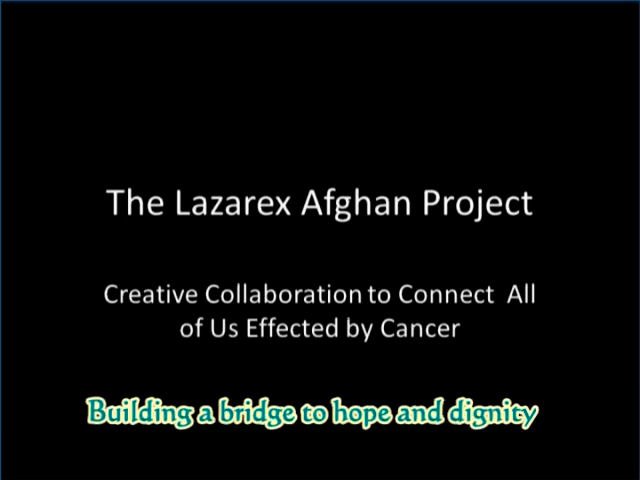 The Lazarex Afghan Project
Creative Collaboration to Connect All
of Us Effected by Cancer
Building a bridge to hope and dignity